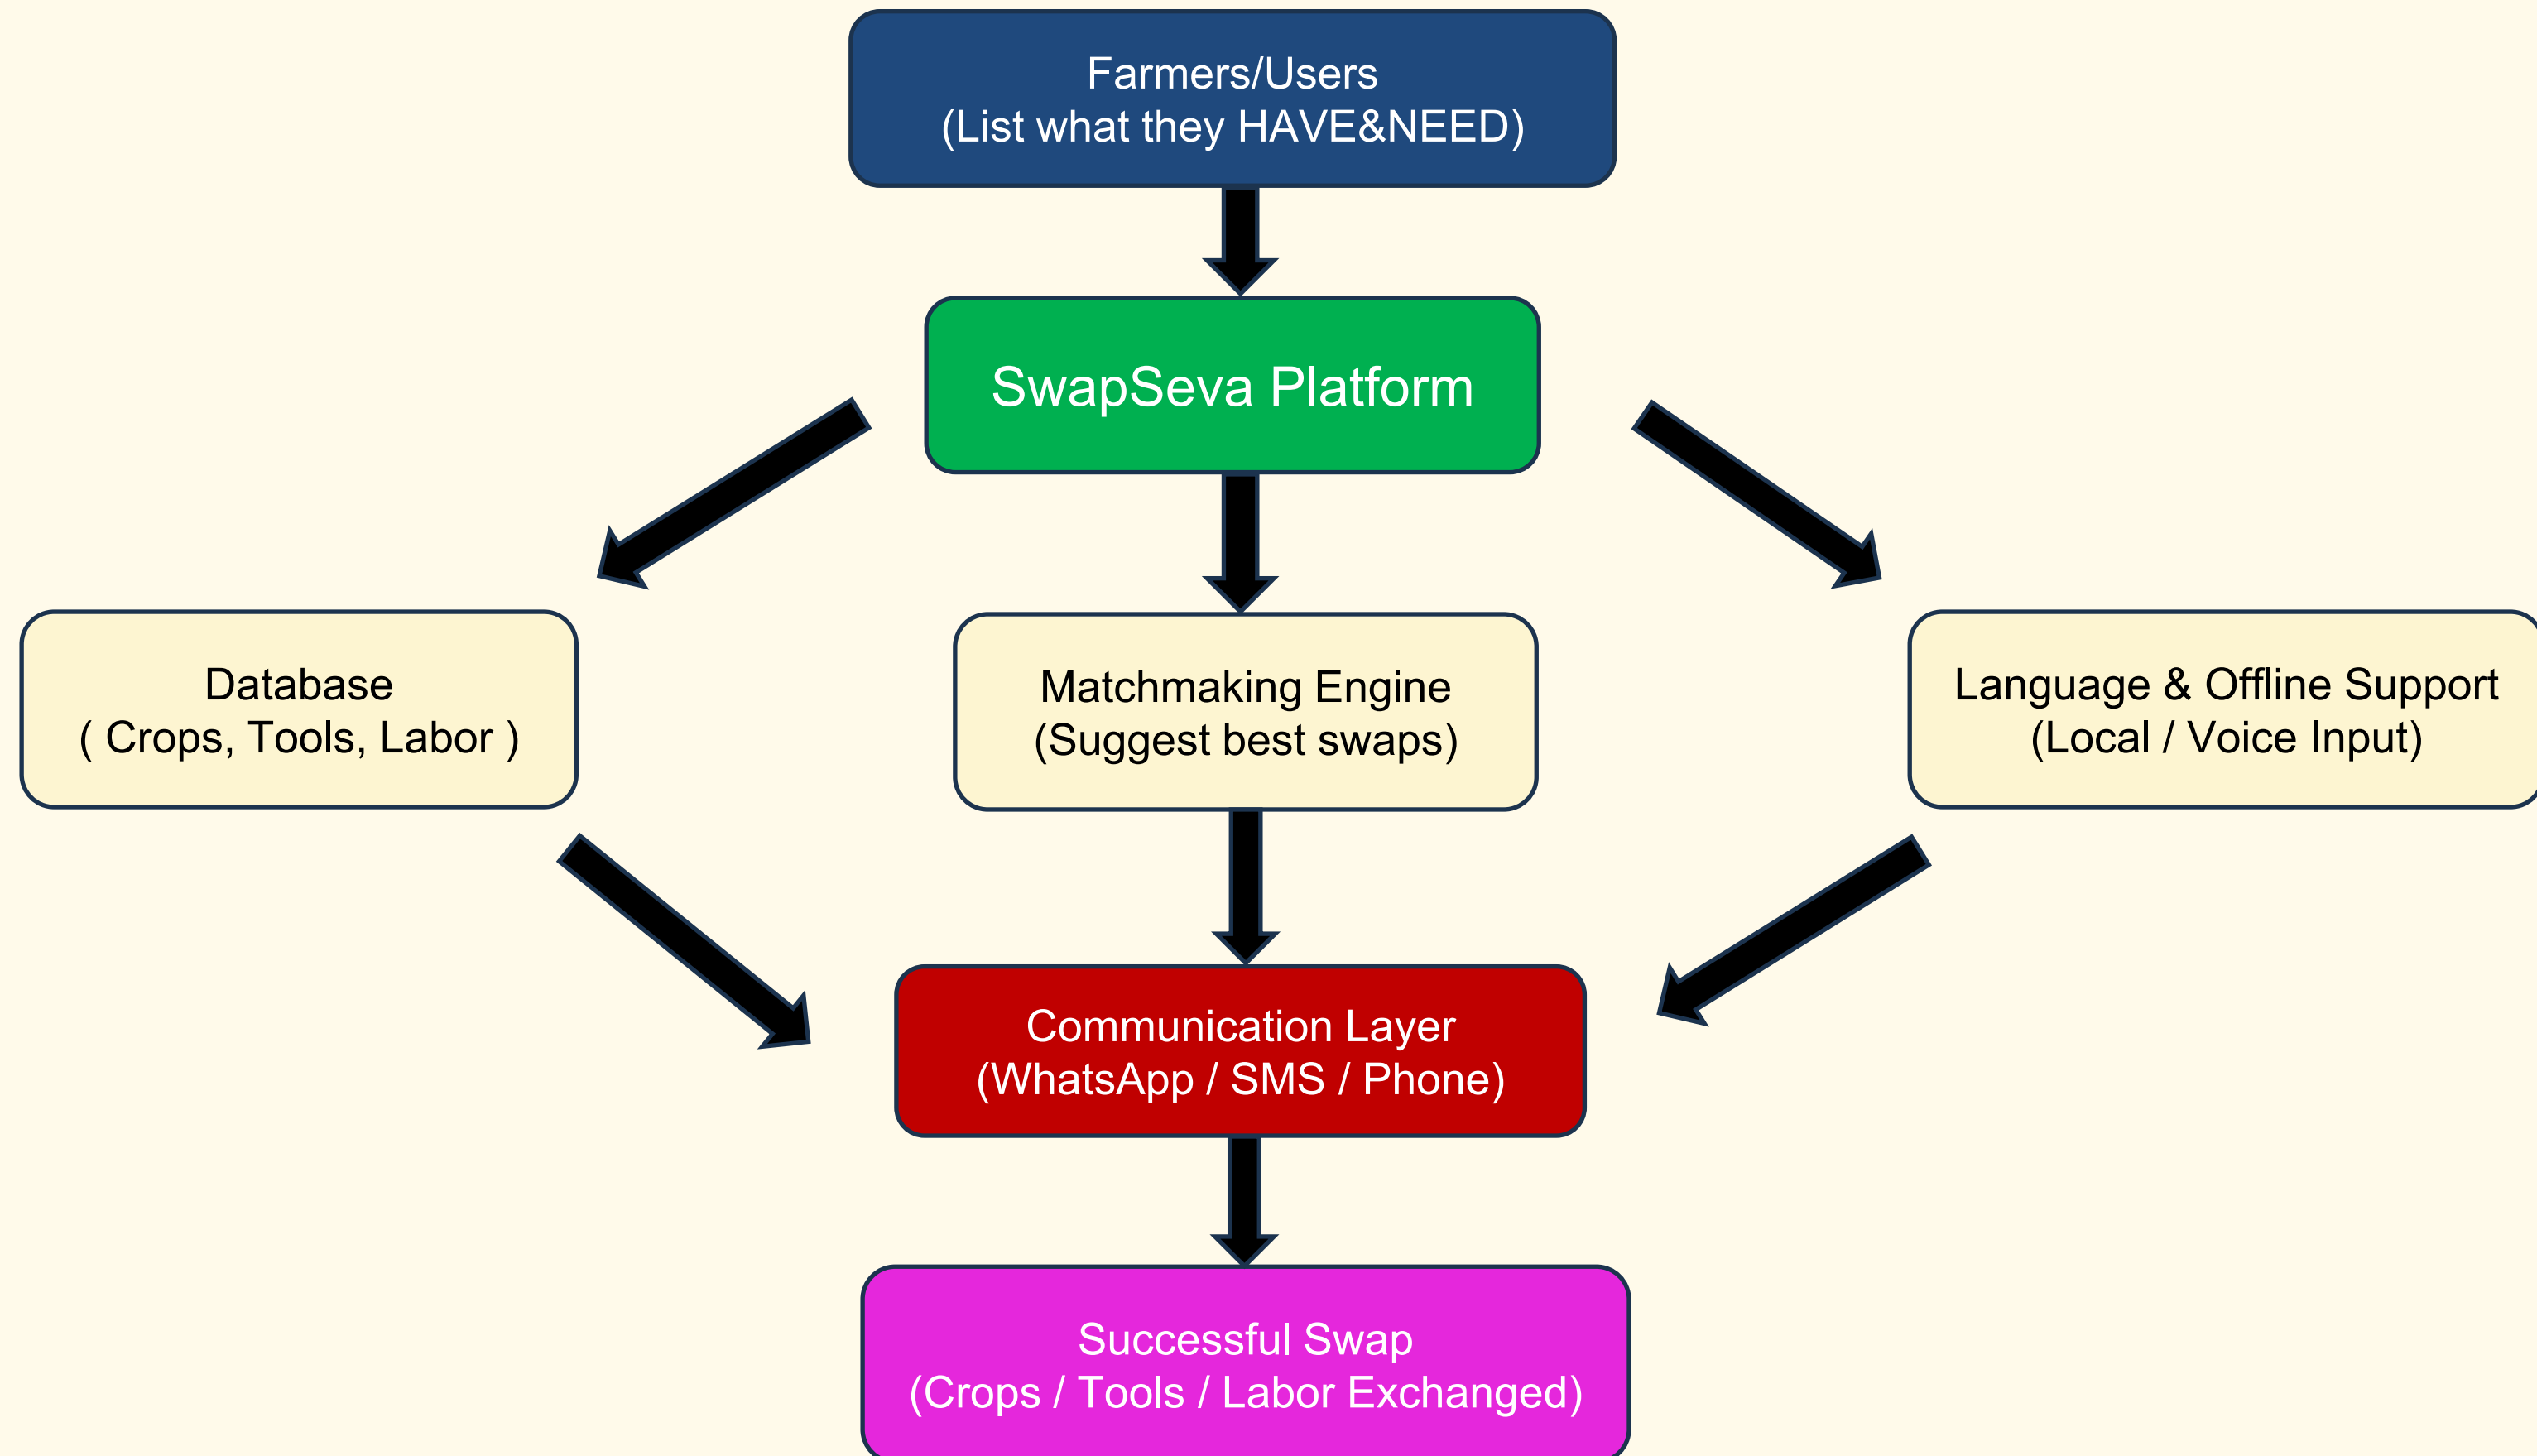 Farmers/Users
(List what they HAVE&NEED)
SwapSeva Platform
Database
( Crops, Tools, Labor )
Matchmaking Engine
(Suggest best swaps)
Language & Offline Support
(Local / Voice Input)
Communication Layer
(WhatsApp / SMS / Phone)
Successful Swap
(Crops / Tools / Labor Exchanged)